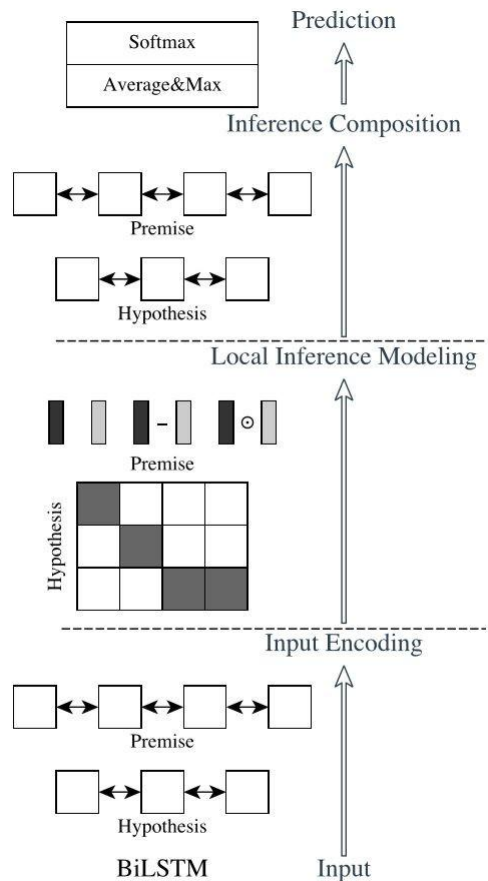 Prediction
Softmax
Average&Max
Inference Composition
Premise
Hypothesis
Local Inference Modeling
–
⊙
Premise
Hypothesis
Input Encoding
Premise
Hypothesis
BiLSTM
Input